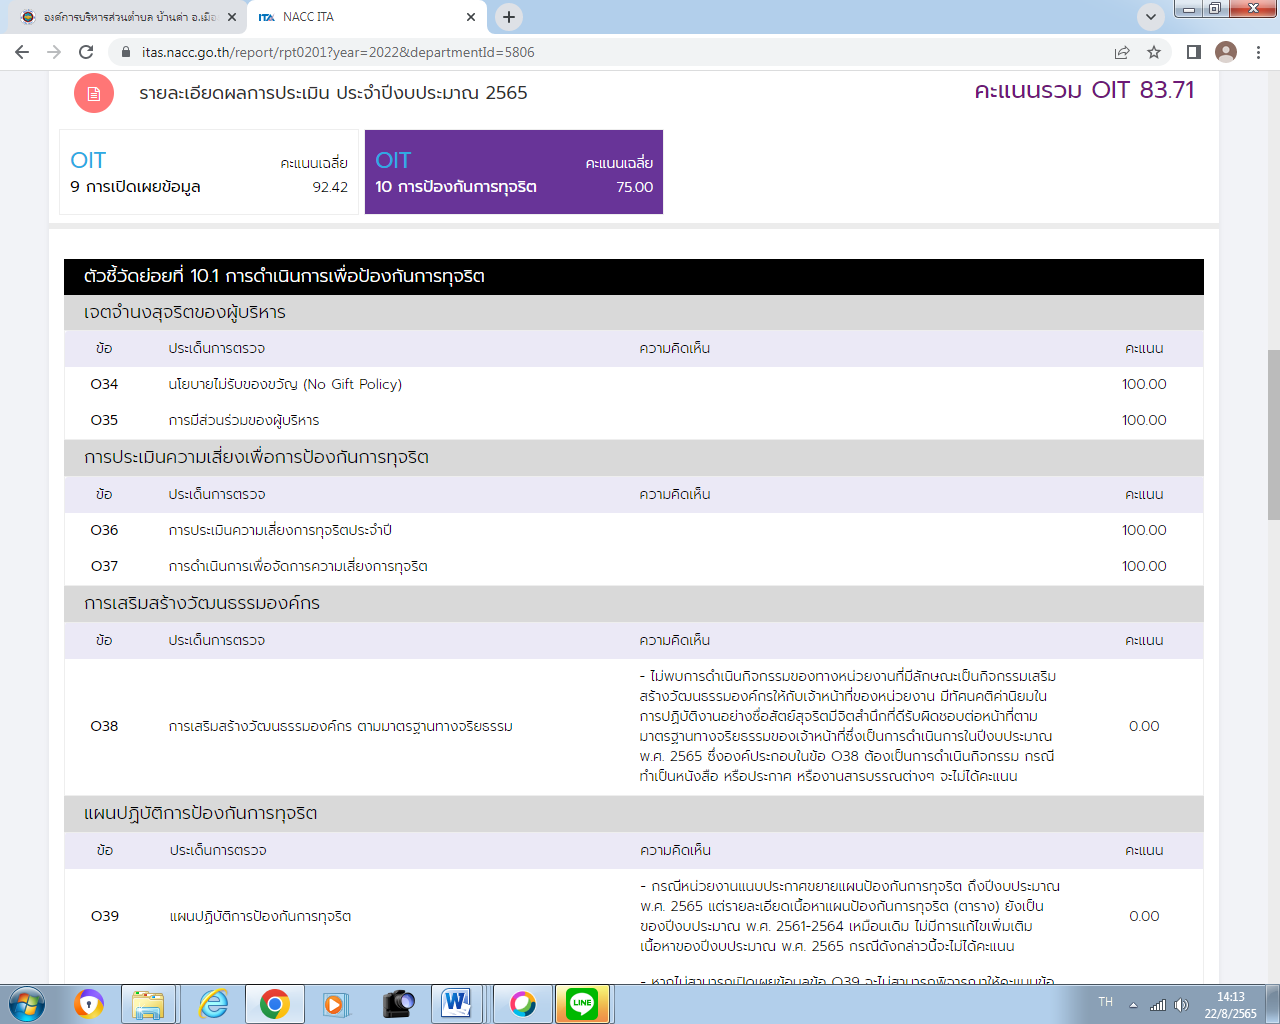 องค์การบริหารส่วนตำบล บ้านค่า อ.เมือ
ITA NACC ITA
itas.nacc.go.th/report/rpt0201?year=2022&departmentId=5806
รายละเอียดผลการประเมิน ประจำปีงบประมาณ 2565
คะแนนรวม OIT 83.71
OIT คะแนนเฉลี่ย
9 การเปิดเผยข้อมูล 92.42
OIT คะแนนเฉลี่ย
10 การป้องกันการทุจริต 75.00
ตัวชี้วัดย่อยที่ 10.1 การดำเนินการเพื่อป้องกันการทุจริต
เจตจำนงสุจริตของผู้บริหาร
ข้อ ประเด็นการตรวจ ความคิดเห็น คะแนน
O34 นโยบายไม่รับของขวัญ (No Gift Policy) 100.00
O35 การมีส่วนร่วมของผู้บริหาร 100.00
การประเมินความเสี่ยงเพื่อการป้องกันการทุจริต
ข้อ ประเด็นการตรวจ ความคิดเห็น คะแนน
O36 การประเมินความเสี่ยงการทุจริตประจำปี 100.00
O37 การดำเนินการเพื่อจัดการความเสี่ยงการทุจริต 100.00
การเสริมสร้างวัฒนธรรมองค์กร
ข้อ ประเด็นการตรวจ ความคิดเห็น คะแนน
O38 การเสริมสร้างวัฒนธรรมองค์กร ตามมาตรฐานทางจริยธรรม
- ไม่พบการดำเนินกิจกรรมของทางหน่วยงานที่มีลักษณะเป็นกิจกรรมเสริม
สร้างวัฒนธรรมองค์กรให้กับเจ้าหน้าที่ของหน่วยงาน มีทัศนคติค่านิยมใน
การปฏิบัติงานอย่างซื่อสัตย์สุจริตมีจิตสำนึกที่ดีรับผิดชอบต่อหน้าที่ตาม
มาตรฐานทางจริยธรรมของเจ้าหน้าที่ซึ่งเป็นการดำเนินการในปีงบประมาณ
พ.ศ. 2565 ซึ่งองค์ประกอบในข้อ O38 ต้องเป็นการดำเนินกิจกรรม กรณี
ทำเป็นหนังสือ หรือประกาศ หรืองานสารบรรณต่างๆ จะไม่ได้คะแนน
0.00
แผนปฏิบัติการป้องกันการทุจริต
ข้อ ประเด็นการตรวจ ความคิดเห็น คะแนน
O39 แผนปฏิบัติการป้องกันการทุจริต
- กรณีหน่วยงานแนบประกาศขยายแผนป้องกันการทุจริต ถึงปีงบประมาณ
พ.ศ. 2565 แต่รายละเอียดเนื้อหาแผนป้องกันการทุจริต (ตาราง) ยังเป็น
ของปีงบประมาณ พ.ศ. 2561-2564 เหมือนเดิม ไม่มีการแก้ไขเพิ่มเติม
เนื้อหาของปีงบประมาณ พ.ศ. 2565 กรณีดังกล่าวนี้จะไม่ได้คะแนน
0.00
- หากไม่สามารถเปิดเผยข้อมูลข้อ O39 จะไม่สามารถพิจารณาให้คะแนนข้อ
LINE
TH
14:13
22/8/2565